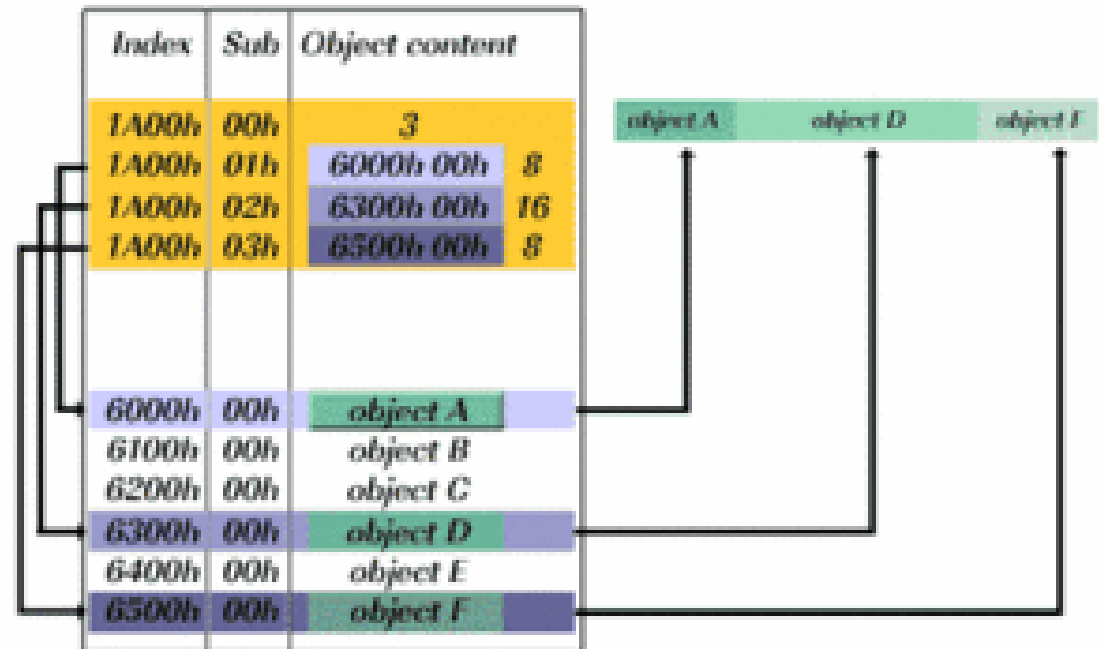 Index Sub Object content
1A00h 00h 3
1A00h 01h 6000h 00h 8
1A00h 02h 6300h 00h 16
1A00h 03h 6500h 00h 8
object A object D object F
6000h 00h object A
6100h 00h object B
6200h 00h object C
6300h 00h object D
6400h 00h object E
6500h 00h object F